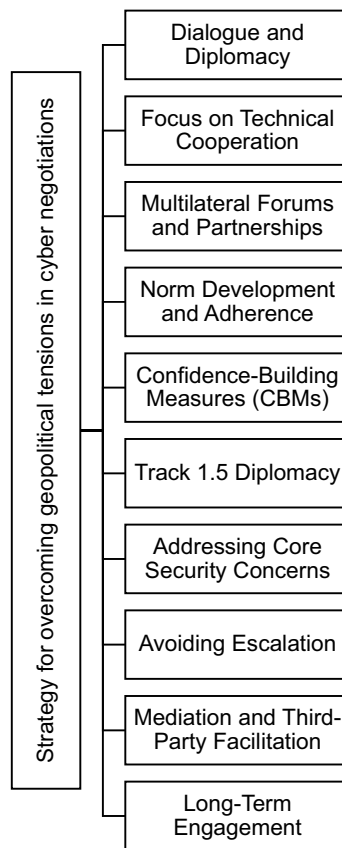 Strategy for overcoming geopolitical tensions in cyber negotiations
Dialogue and
Diplomacy
Focus on Technical
Cooperation
Multilateral Forums
and Partnerships
Norm Development
and Adherence
Confidence-Building
Measures (CBMs)
Track 1.5 Diplomacy
Addressing Core
Security Concerns
Avoiding Escalation
Mediation and Third-
Party Facilitation
Long-Term
Engagement